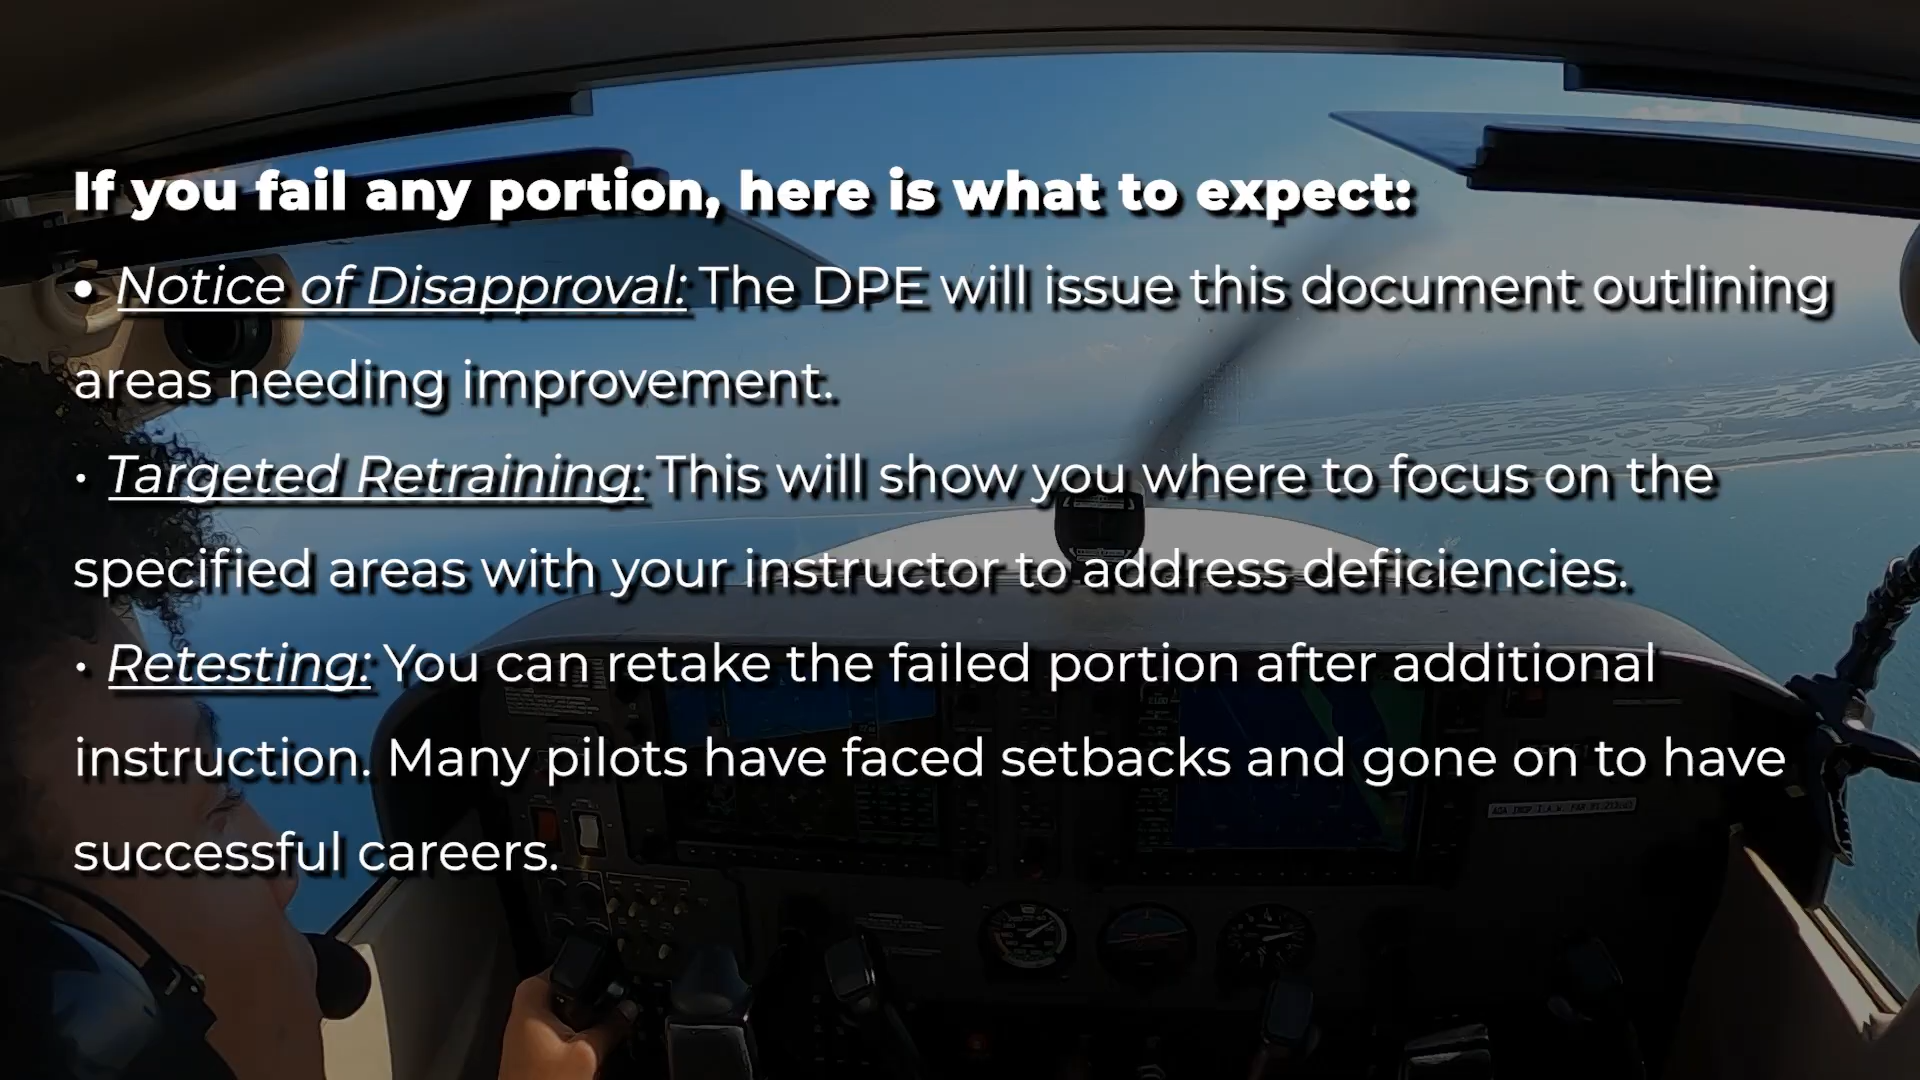 If you fail any portion, here is what to expect:
• Notice of Disapproval: The DPE will issue this document outlining
areas needing improvement.
• Targeted Retraining: This will show you where to focus on the
specified areas with your instructor to address deficiencies.
• Retesting: You can retake the failed portion after additional
instruction. Many pilots have faced setbacks and gone on to have
successful careers.